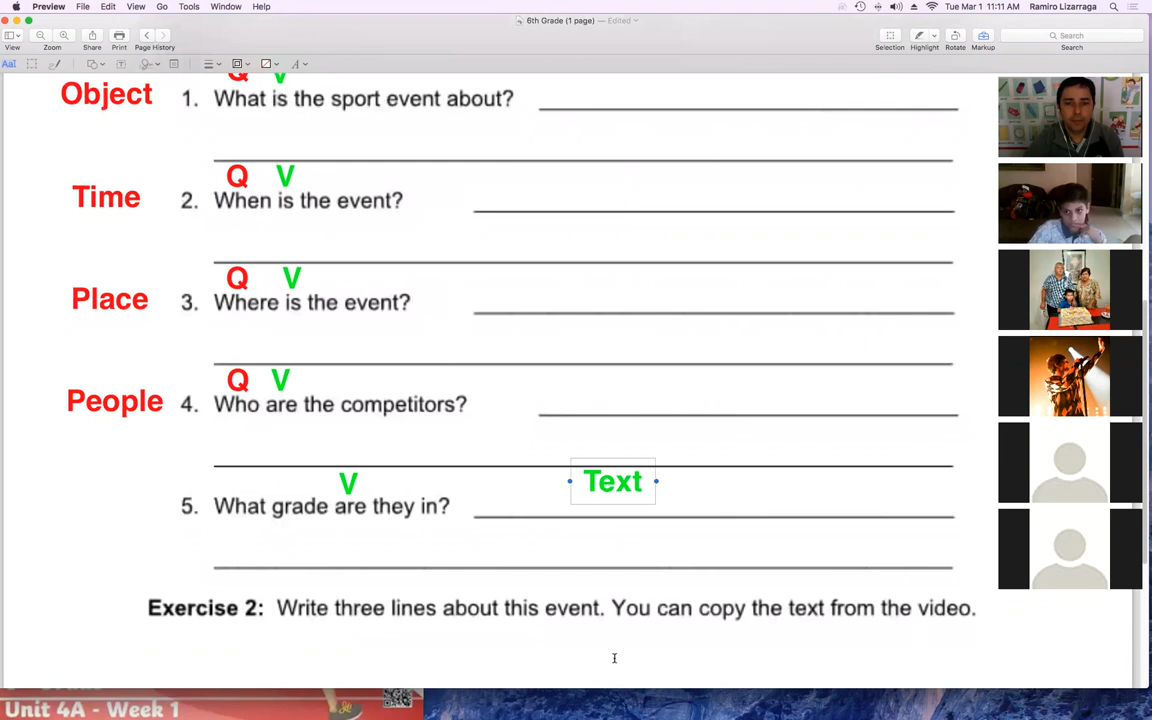 Preview File Edit View Go Tools Window Help Tue Mar 1 11:11 AM Ramiro Lizarraga
6th Grade (1 page) — Edited
View Zoom Share Print Page History Selection Highlight Rotate Markup Search
Search
Q V
Object 1. What is the sport event about?
Q V
Time 2. When is the event?
Q V
Place 3. Where is the event?
Q V
People 4. Who are the competitors?
V Text
5. What grade are they in?
Exercise 2: Write three lines about this event. You can copy the text from the video.
Unit 4A - Week 1